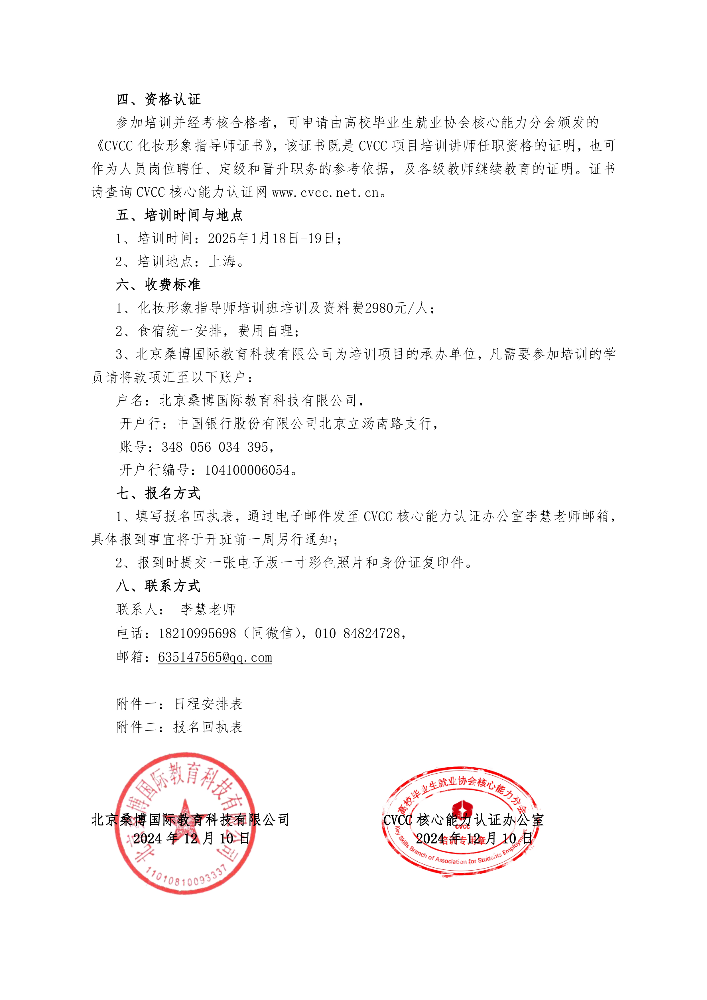 四、资格认证
参加培训并经考核合格者，可申请由高校毕业生就业协会核心能力分会颁发的
《CVCC 化妆形象指导师证书》，该证书既是 CVCC 项目培训讲师任职资格的证明，也可
作为人员岗位聘任、定级和晋升职务的参考依据，及各级教师继续教育的证明。证书
请查询 CVCC 核心能力认证网 www.cvcc.net.cn。
五、培训时间与地点
1、培训时间：2025年1月18日-19日；
2、培训地点：上海。
六、收费标准
1、化妆形象指导师培训班培训及资料费2980元/人；
2、食宿统一安排，费用自理；
3、北京桑博国际教育科技有限公司为培训项目的承办单位，凡需要参加培训的学
员请将款项汇至以下账户：
户名：北京桑博国际教育科技有限公司，
开户行：中国银行股份有限公司北京立汤南路支行，
账号：348 056 034 395，
开户行编号：104100006054。
七、报名方式
1、填写报名回执表，通过电子邮件发至 CVCC 核心能力认证办公室李慧老师邮箱，
具体报到事宜将于开班前一周另行通知；
2、报到时提交一张电子版一寸彩色照片和身份证复印件。
八、联系方式
联系人： 李慧老师
电话：18210995698（同微信），010-84824728，
邮箱：635147565@qq.com
附件一：日程安排表
附件二：报名回执表
北京桑博国际教育科技有限公司
2024 年 12 月 10 日
北京桑博国际教育科技有限公司
11010810093337
CVCC 核心能力认证办公室
2024 年 12 月 10 日
高校毕业生就业协会核心能力分会
CVCC
培训专用章
Key Skills Branch of Association for Students Employment